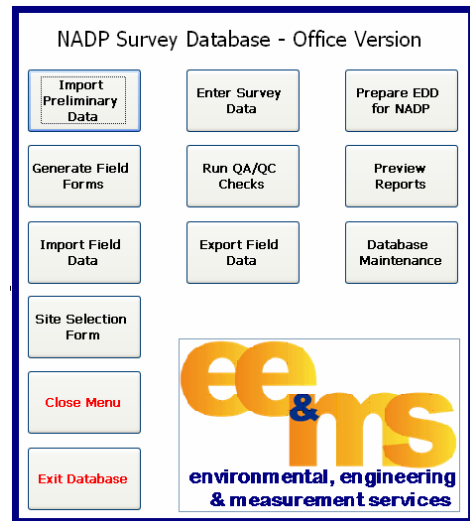 NADP Survey Database - Office Version
Import
Preliminary
Data
Enter Survey
Data
Prepare EDD
for NADP
Generate Field
Forms
Run QA/QC
Checks
Preview
Reports
Import Field
Data
Export Field
Data
Database
Maintenance
Site Selection
Form
Close Menu
Exit Database
ee&ms
environmental, engineering
& measurement services